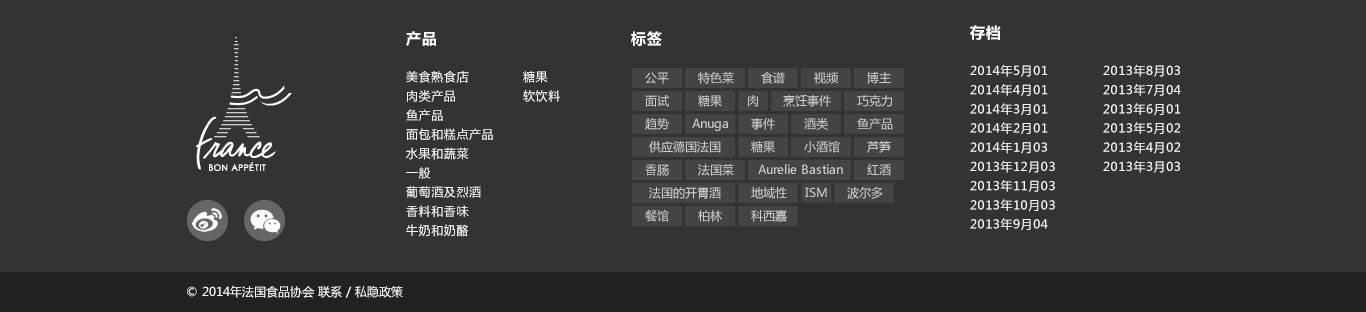 france
BON APPÉTIT
产品
美食熟食店
肉类产品
鱼产品
面包和糕点产品
水果和蔬菜
一般
葡萄酒及烈酒
香料和香味
牛奶和奶酪
糖果
软饮料
标签
公平 特色菜 食谱 视频 博主
面试 糖果 肉 烹饪事件 巧克力
趋势 Anuga 事件 酒类 鱼产品
供应德国法国 糖果 小酒馆 芦笋
香肠 法国菜 Aurelie Bastian 红酒
法国的开胃酒 地域性 ISM 波尔多
餐馆 柏林 科西嘉
存档
2014年5月01
2014年4月01
2014年3月01
2014年2月01
2014年1月03
2013年12月03
2013年11月03
2013年10月03
2013年9月04
2013年8月03
2013年7月04
2013年6月01
2013年5月02
2013年4月02
2013年3月03
© 2014年法国食品协会 联系 / 私隐政策